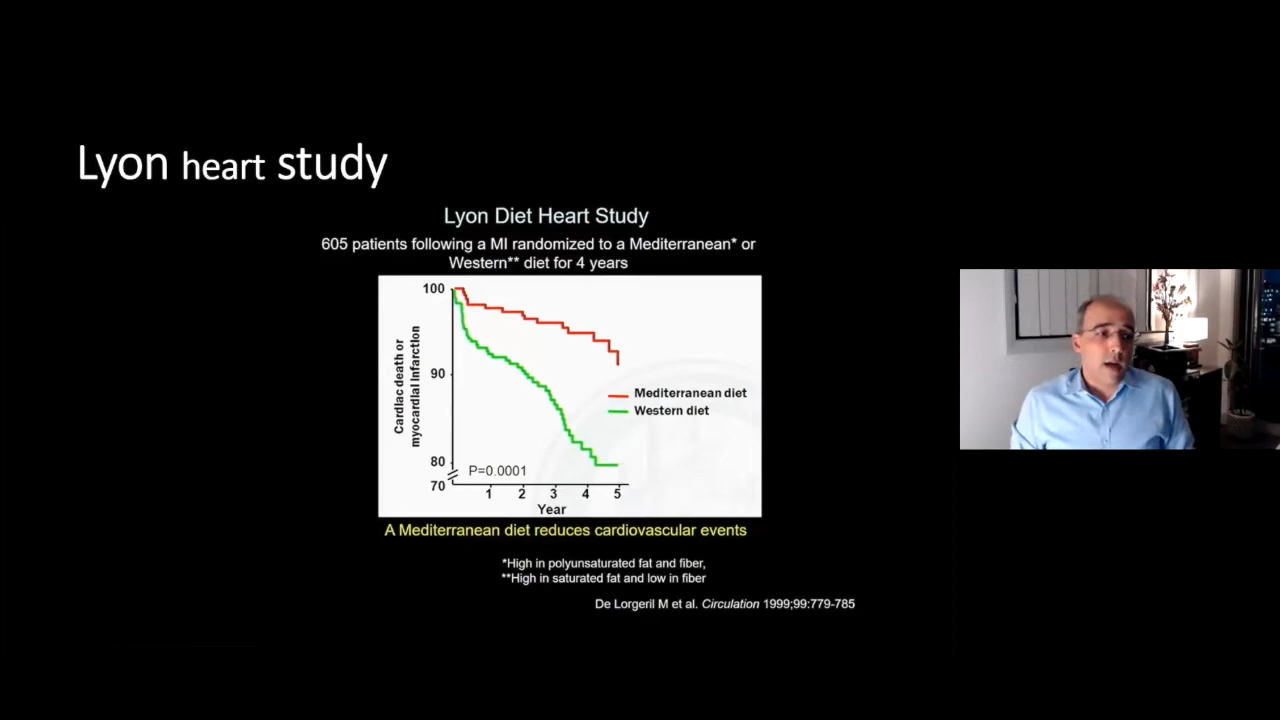 Lyon heart study
Lyon Diet Heart Study
605 patients following a MI randomized to a Mediterranean* or
Western** diet for 4 years
Cardiac death or
myocardial infarction
100
90
80
70
P=0.0001
Mediterranean diet
Western diet
1 2 3 4 5
Year
A Mediterranean diet reduces cardiovascular events
*High in polyunsaturated fat and fiber,
**High in saturated fat and low in fiber
De Lorgeril M et al. Circulation 1999;99:779-785